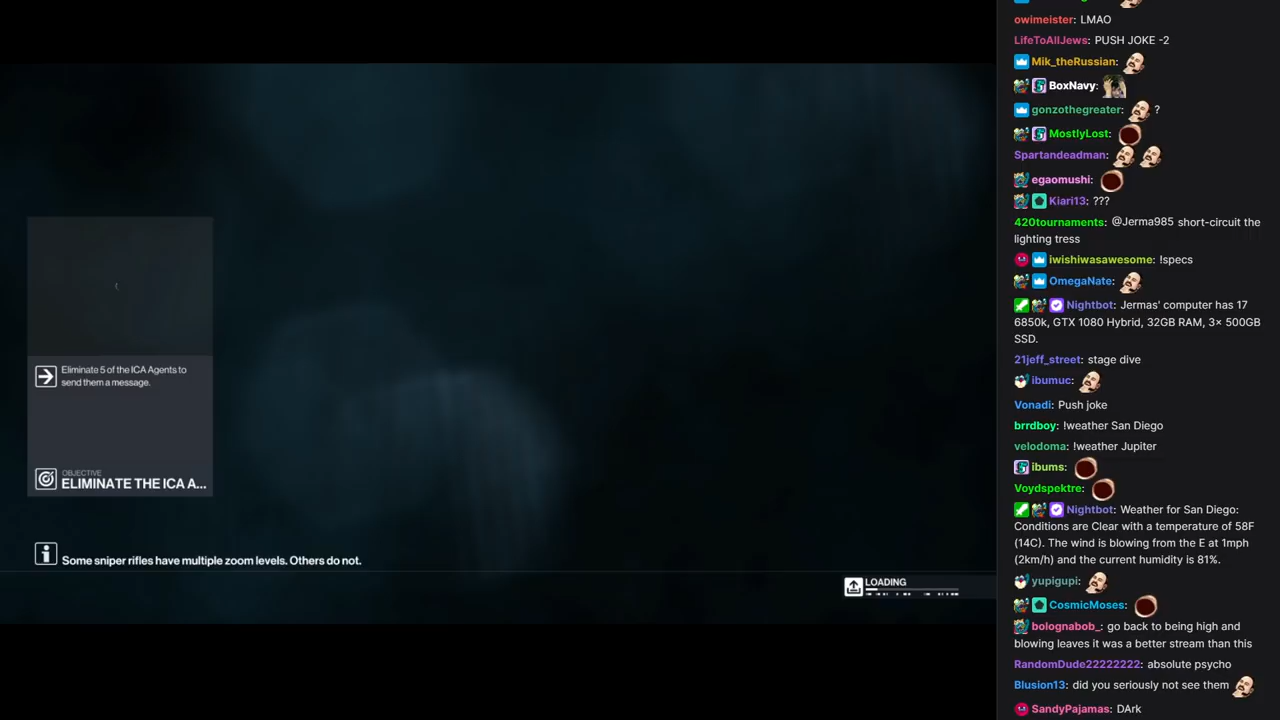 Eliminate 5 of the ICA Agents to
send them a message.
OBJECTIVE
ELIMINATE THE ICA A...
Some sniper rifles have multiple zoom levels. Others do not.
LOADING
owimeister: LMAO
LifeToAllJews: PUSH JOKE -2
Mik_theRussian:
BoxNavy:
gonzothegreater: ?
MostlyLost:
Spartandeadman:
egaomushi:
Kiari13: ???
420tournaments: @Jerma985 short-circuit the
lighting tress
iwishiwasawesome: !specs
OmegaNate:
Nightbot: Jermas' computer has 17
6850k, GTX 1080 Hybrid, 32GB RAM, 3× 500GB
SSD.
21jeff_street: stage dive
ibumuc:
Vonadi: Push joke
brrdboy: !weather San Diego
velodoma: !weather Jupiter
ibums:
Voydspektre:
Nightbot: Weather for San Diego:
Conditions are Clear with a temperature of 58F
(14C). The wind is blowing from the E at 1mph
(2km/h) and the current humidity is 81%.
yupigupi:
CosmicMoses:
bolognabob_: go back to being high and
blowing leaves it was a better stream than this
RandomDude22222222: absolute psycho
Blusion13: did you seriously not see them
SandyPajamas: DArk